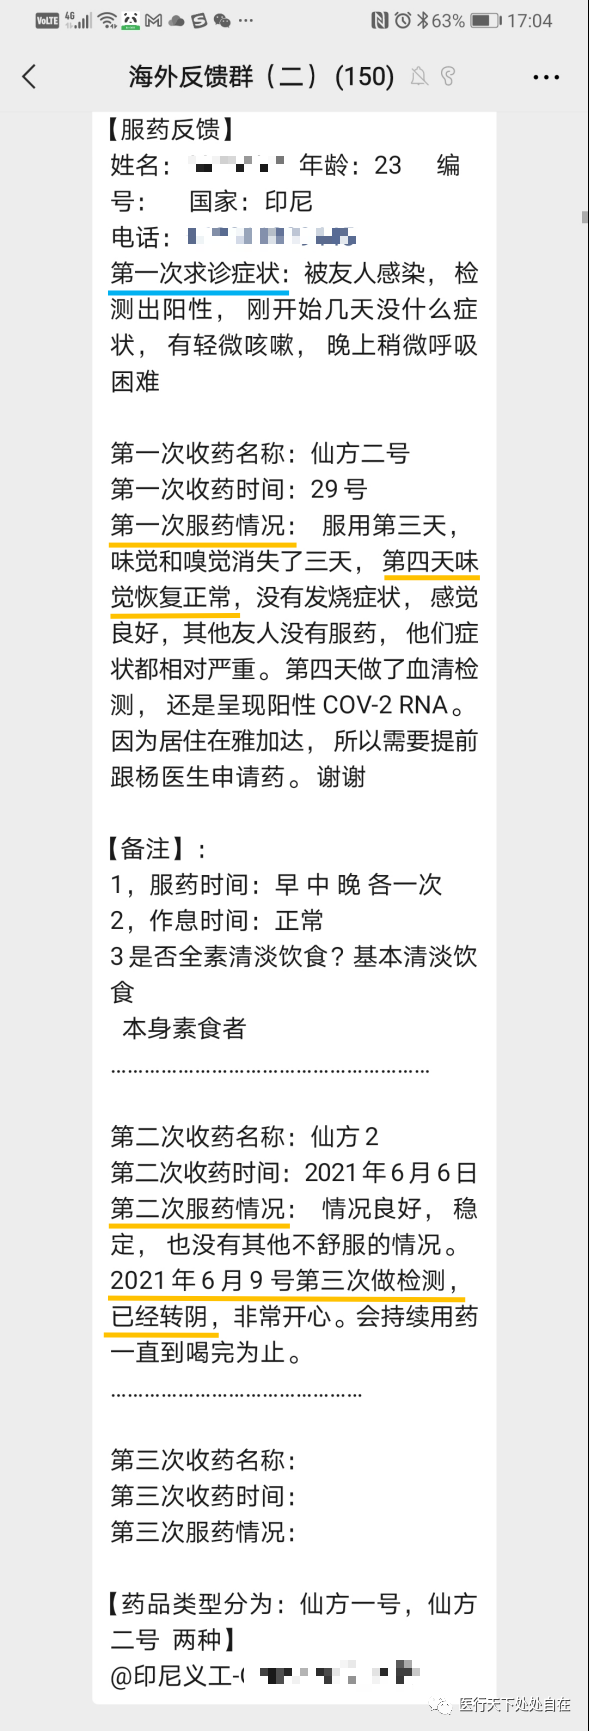 VoLTE 4G 63% 17:04
海外反馈群（二）(150)
【服药反馈】
姓名： 年龄：23 编
号： 国家：印尼
电话：
第一次求诊症状：被友人感染，检
测出阳性，刚开始几天没什么症
状，有轻微咳嗽，晚上稍微呼吸
困难
第一次收药名称：仙方二号
第一次收药时间：29号
第一次服药情况： 服用第三天，
味觉和嗅觉消失了三天，第四天味
觉恢复正常，没有发烧症状，感觉
良好，其他友人没有服药，他们症
状都相对严重。第四天做了血清检
测，还是呈现阳性 COV-2 RNA。
因为居住在雅加达，所以需要提前
跟杨医生申请药。谢谢
【备注】：
1，服药时间：早 中 晚 各一次
2，作息时间：正常
3是否全素清淡饮食？基本清淡饮
食
本身素食者
………………………………………………
第二次收药名称：仙方2
第二次收药时间：2021年6月6日
第二次服药情况： 情况良好，稳
定，也没有其他不舒服的情况。
2021年6月9号第三次做检测，
已经转阴，非常开心。会持续用药
一直到喝完为止。
……………………………………
第三次收药名称：
第三次收药时间：
第三次服药情况：
【药品类型分为：仙方一号，仙方
二号 两种】
@印尼义工-
医行天下处处自在